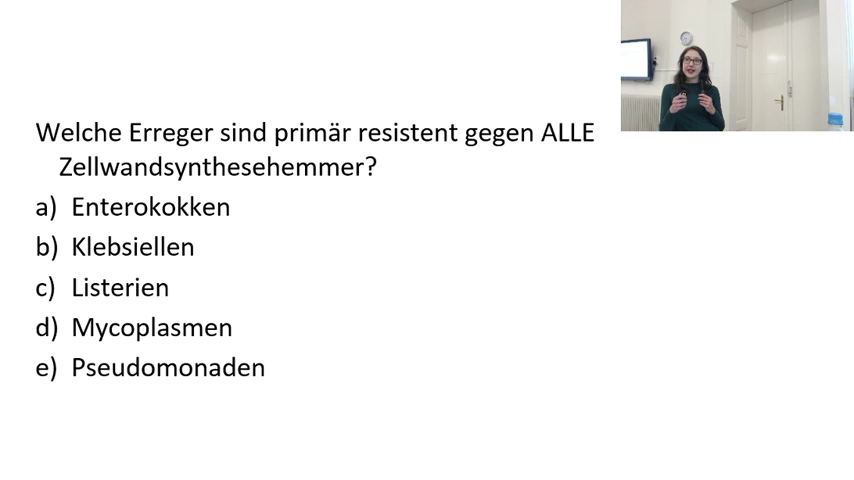 Welche Erreger sind primär resistent gegen ALLE
Zellwandsynthesehemmer?
a) Enterokokken
b) Klebsiellen
c) Listerien
d) Mycoplasmen
e) Pseudomonaden